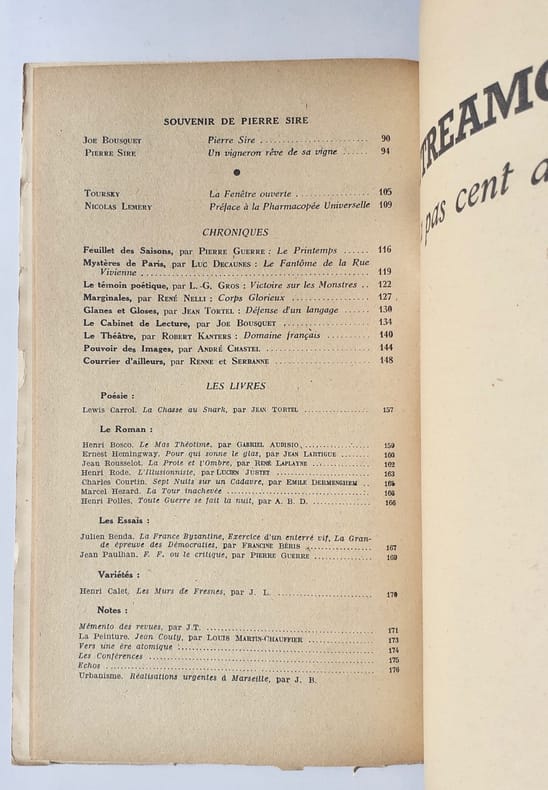 SOUVENIR DE PIERRE SIRE
JOE BOUSQUET Pierre Sire 90
PIERRE SIRE Un vigneron rêve de sa vigne 94
TOURSKY La Fenêtre ouverte 105
NICOLAS LEMERY Préface à la Pharmacopée Universelle 109
CHRONIQUES
Feuillet des Saisons, par PIERRE GUERRE : Le Printemps 116
Mystères de Paris, par LUC DECAUNES : Le Fantôme de la Rue
Vivienne 119
Le témoin poétique, par L.-G. GROS : Victoire sur les Monstres 122
Marginales, par RENÉ NELLI : Corps Glorieux 127
Glanes et Gloses, par JEAN TORTEL : Défense d'un langage 130
Le Cabinet de Lecture, par JOE BOUSQUET 134
Le Théâtre, par ROBERT KANTERS : Domaine français 140
Pouvoir des Images, par ANDRÉ CHASTEL 144
Courrier d'ailleurs, par RENNE et SERBANNE 148
LES LIVRES
Poésie :
Lewis Carrol. La Chasse au Snark, par JEAN TORTEL 157
Le Roman :
Henri Bosco. Le Mas Théotime, par GABRIEL AUDISIO 159
Ernest Hemingway. Pour qui sonne le glas, par JEAN LARTIGUE 160
Jean Rousselot. La Proie et l'Ombre, par RENÉ LAPLAYNE 162
Henri Rode. L'Illusionniste, par LUCIEN JUSTET 163
Charles Courtin. Sept Nuits sur un Cadavre, par EMILE DERMENGHEM 165
Marcel Hezard. La Tour inachevée 166
Henri Polles. Toute Guerre se fait la nuit, par A. B. D. 166
Les Essais :
Julien Benda. La France Byzantine, Exercice d'un enterré vif, La Gran-
de épreuve des Démocraties, par FRANCINE BÉRIS 167
Jean Paulhan. F. F. ou le critique, par PIERRE GUERRE 169
Variétés :
Henri Calet, Les Murs de Fresnes, par J. L. 170
Notes :
Mémento des revues, par J.T. 171
La Peinture. Jean Couty, par LOUIS MARTIN-CHAUFFIER 173
Vers une ère atomique 174
Les Conférences 175
Echos 176
Urbanisme. Réalisations urgentes à Marseille, par J. B.
TREAMO
pas cent a